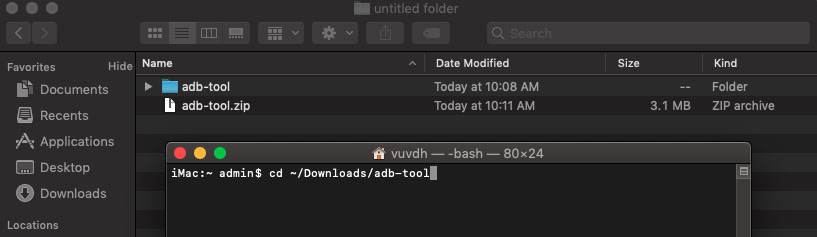 untitled folder
Search
Favorites Hide
Documents
Recents
Applications
Desktop
Downloads
Locations
Name Date Modified Size Kind
adb-tool Today at 10:08 AM -- Folder
adb-tool.zip Today at 10:11 AM 3.1 MB ZIP archive
vuvdh — -bash — 80×24
iMac:~ admin$ cd ~/Downloads/adb-tool